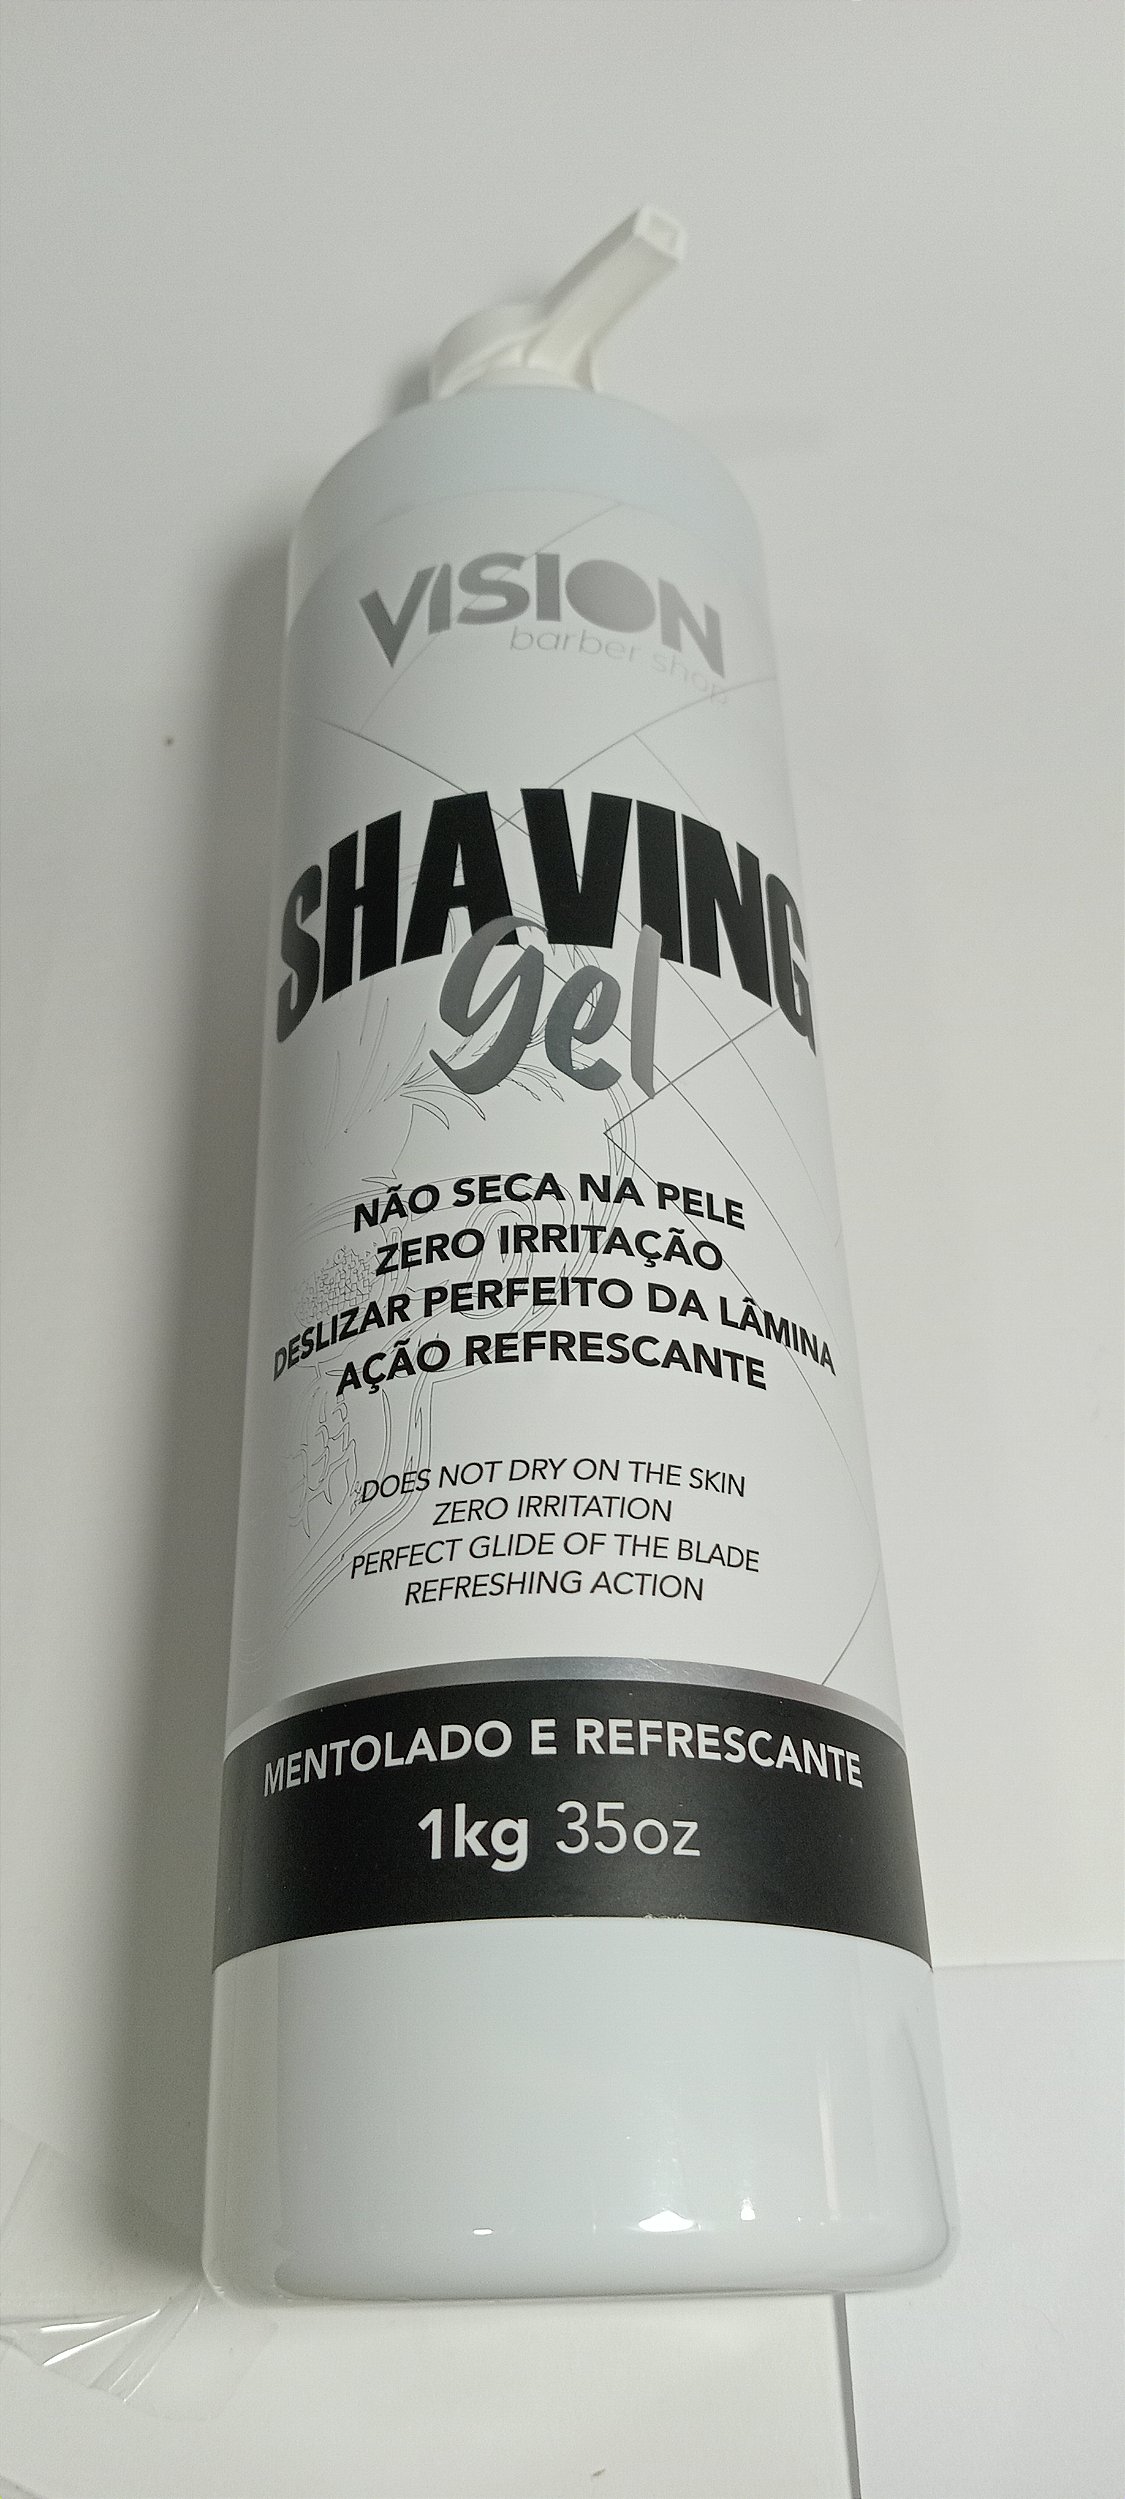 VISION
barber shop
SHAVING
gel
NÃO SECA NA PELE
ZERO IRRITAÇÃO
DESLIZAR PERFEITO DA LÂMINA
AÇÃO REFRESCANTE
DOES NOT DRY ON THE SKIN
ZERO IRRITATION
PERFECT GLIDE OF THE BLADE
REFRESHING ACTION
MENTOLADO E REFRESCANTE
1kg 35oz